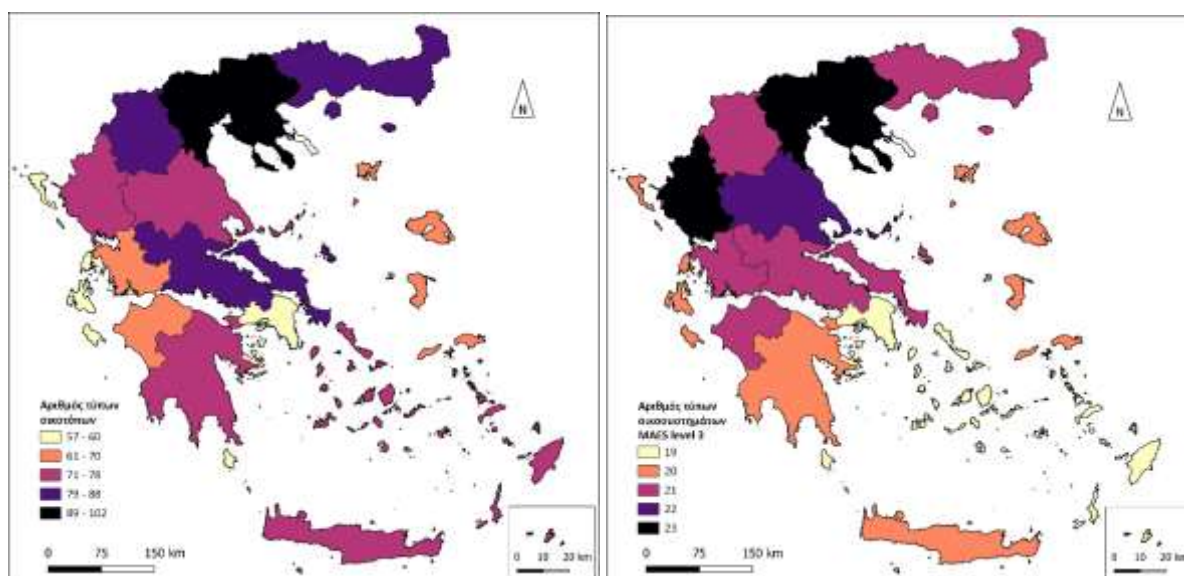 N
Αριθμός τύπων
οικοτόπων
57 - 60
61 - 70
71 - 78
79 - 88
89 - 102
0 75 150 km
0 10 20 km
N
Αριθμός τύπων
οικοσυστημάτων
MAES level 3
19
20
21
22
23
0 75 150 km
0 10 20 km